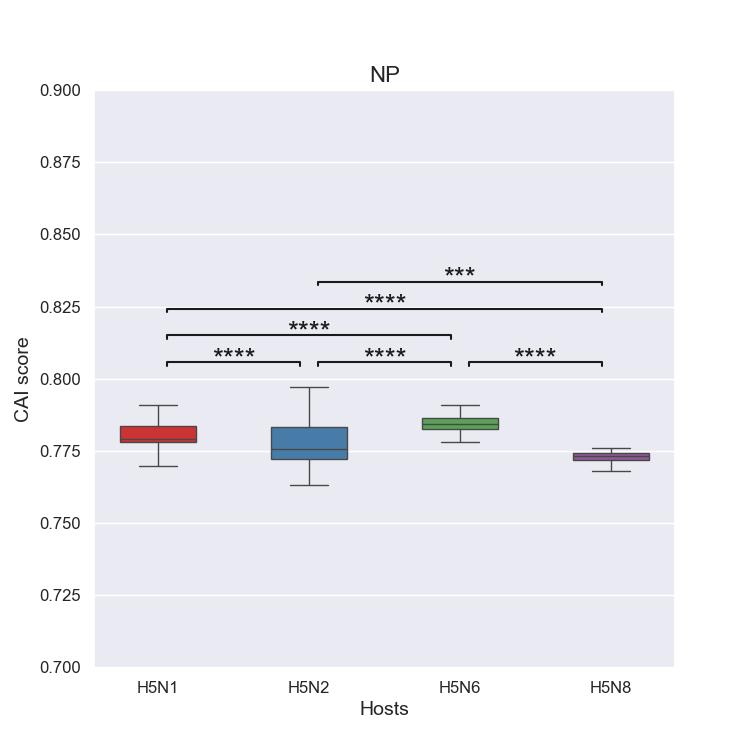 NP
0.900
0.875
0.850
0.825
0.800
0.775
0.750
0.725
0.700
CAI score
***
****
****
**** **** ****
H5N1 H5N2 H5N6 H5N8
Hosts